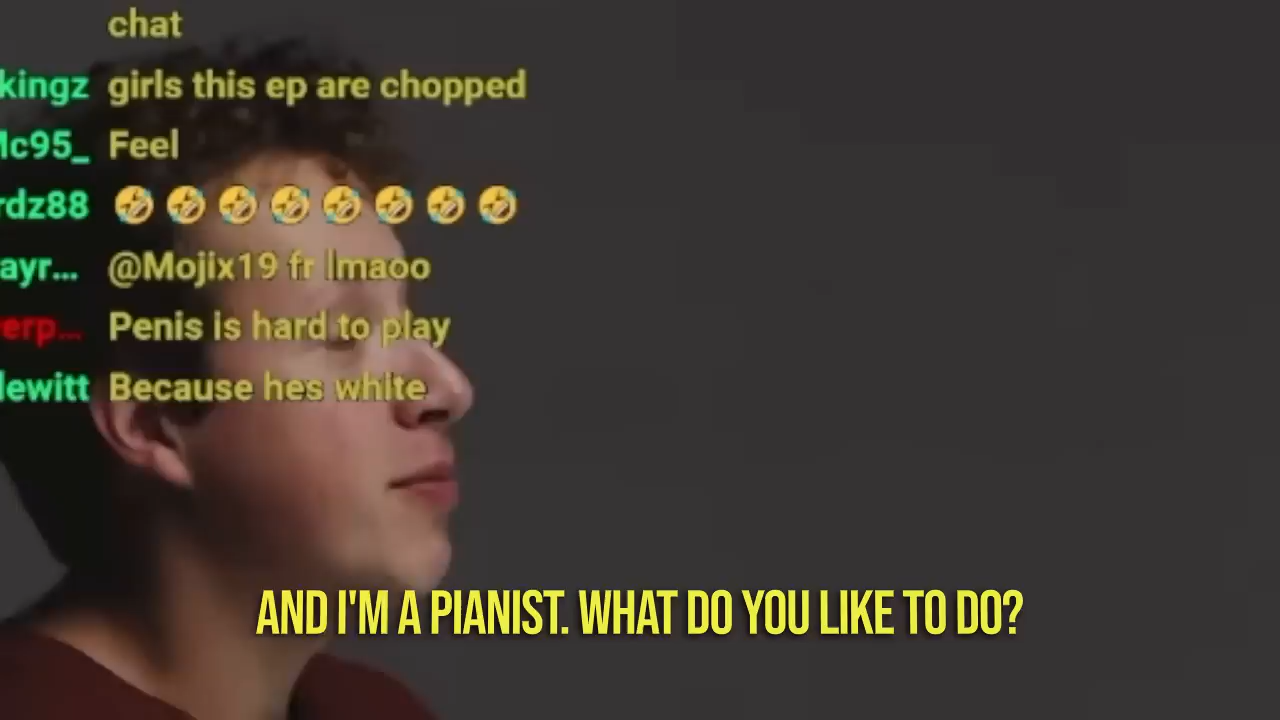 chat
kingz girls this ep are chopped
Mc95_ Feel
rdz88 🤣 🤣 🤣 🤣 🤣 🤣 🤣 🤣
ayr... @Mojix19 fr lmaoo
erp... Penis is hard to play
lewitt Because hes white
AND I'M A PIANIST. WHAT DO YOU LIKE TO DO?